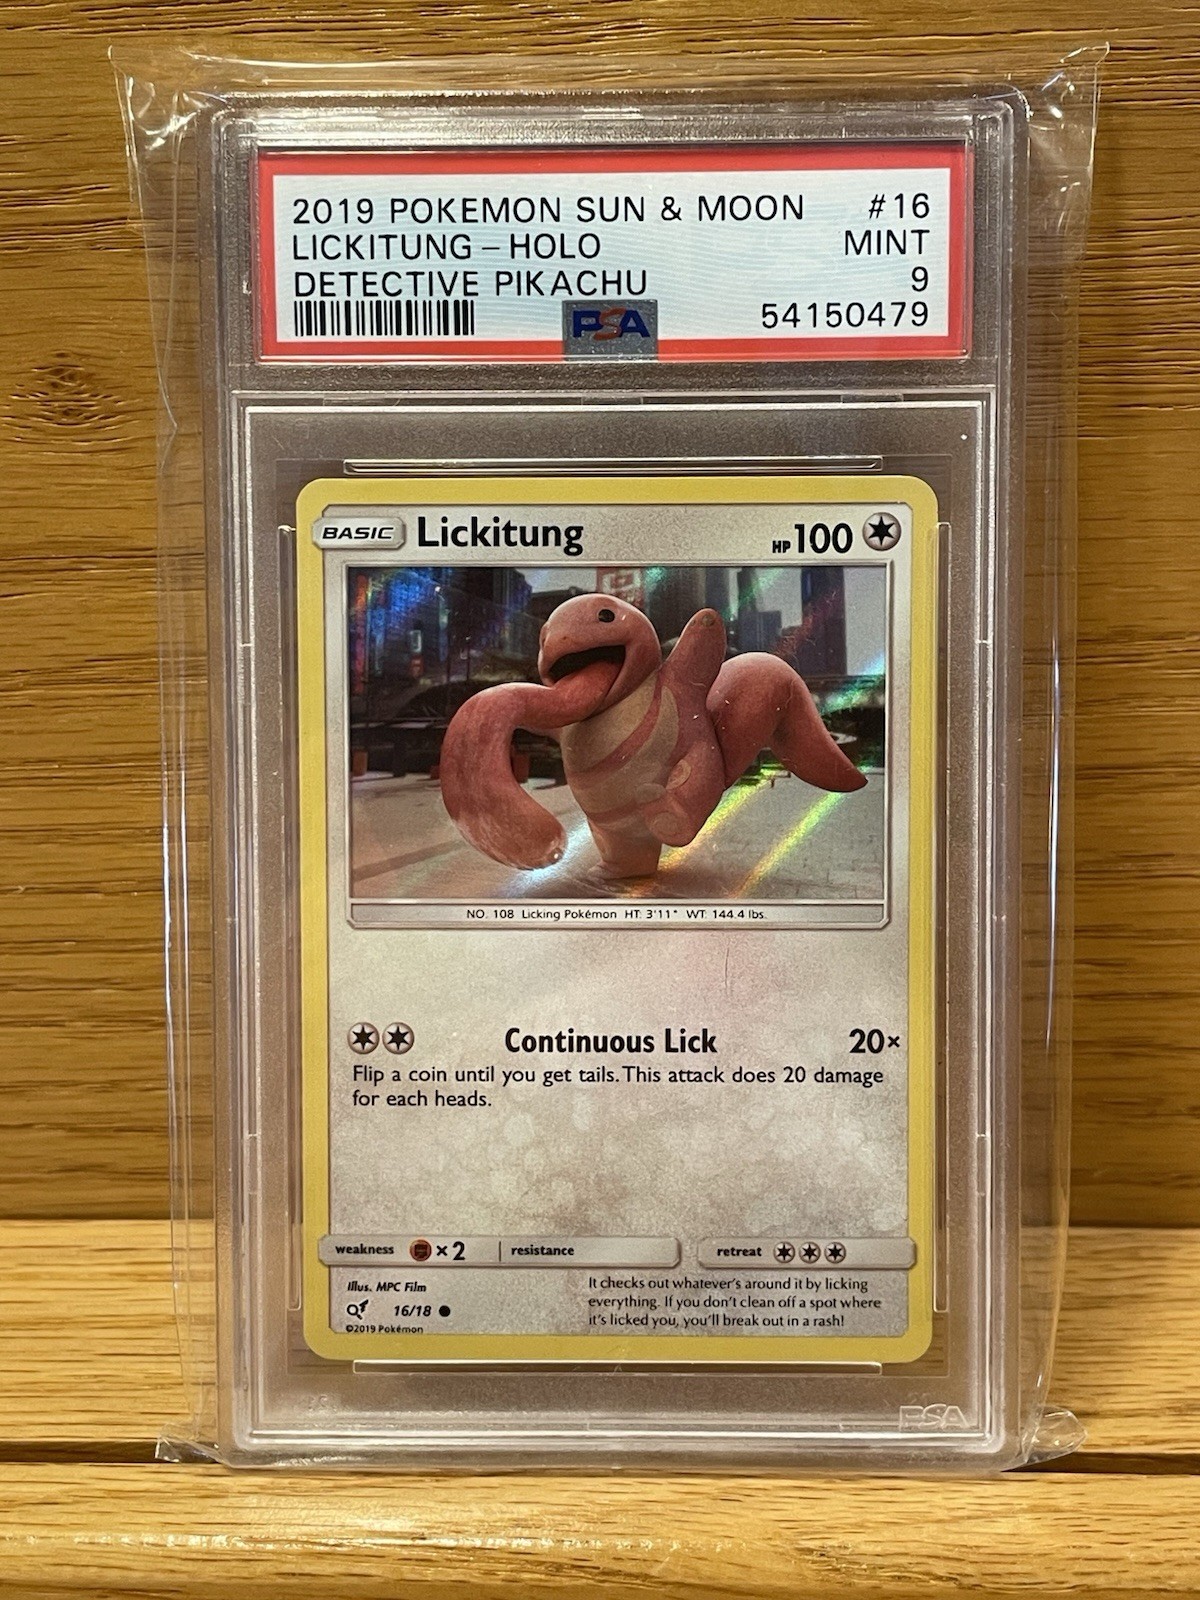 2019 POKEMON SUN & MOON #16
LICKITUNG – HOLO MINT
DETECTIVE PIKACHU 9
PSA 54150479
BASIC Lickitung HP 100
NO. 108 Licking Pokémon HT: 3'11" WT: 144.4 lbs.
Continuous Lick 20×
Flip a coin until you get tails. This attack does 20 damage
for each heads.
weakness ×2 resistance retreat
Illus. MPC Film
16/18
©2019 Pokémon
It checks out whatever's around it by licking
everything. If you don't clean off a spot where
it's licked you, you'll break out in a rash!
PSA